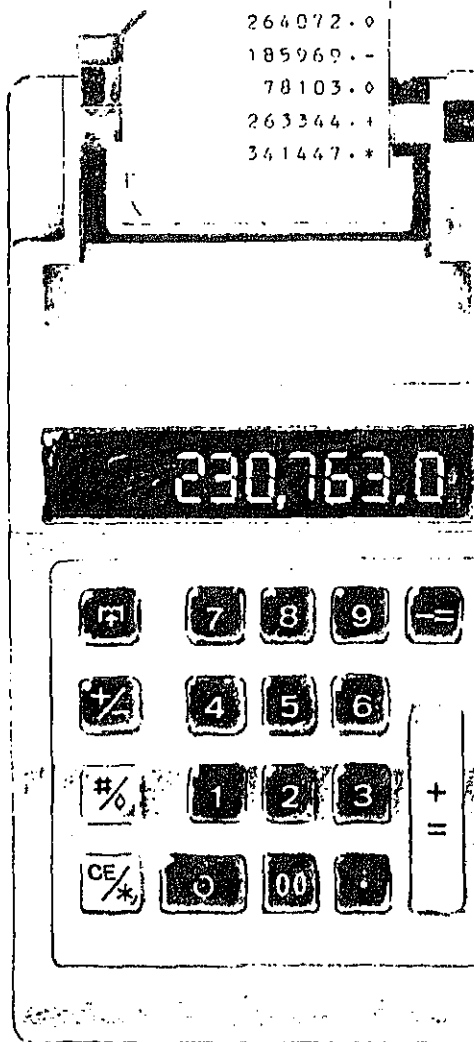 264072.◊
185969.-
78103.◊
263344.+
341447.*
230,763.0
7 8 9 -=
+/- 4 5 6
#/◊ 1 2 3 + =
CE/* 0 00 .